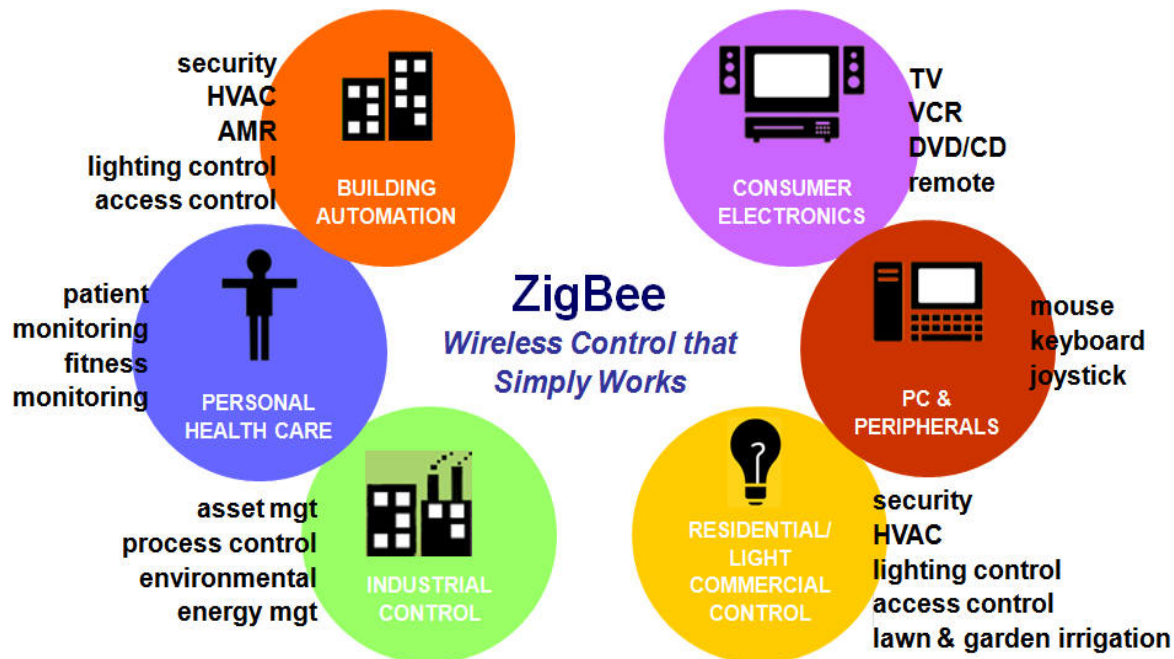 security
HVAC
AMR
lighting control
access control
BUILDING
AUTOMATION
TV
VCR
DVD/CD
remote
CONSUMER
ELECTRONICS
patient
monitoring
fitness
monitoring
PERSONAL
HEALTH CARE
ZigBee
Wireless Control that
Simply Works
mouse
keyboard
joystick
PC &
PERIPHERALS
asset mgt
process control
environmental
energy mgt
INDUSTRIAL
CONTROL
?
RESIDENTIAL/
LIGHT
COMMERCIAL
CONTROL
security
HVAC
lighting control
access control
lawn & garden irrigation